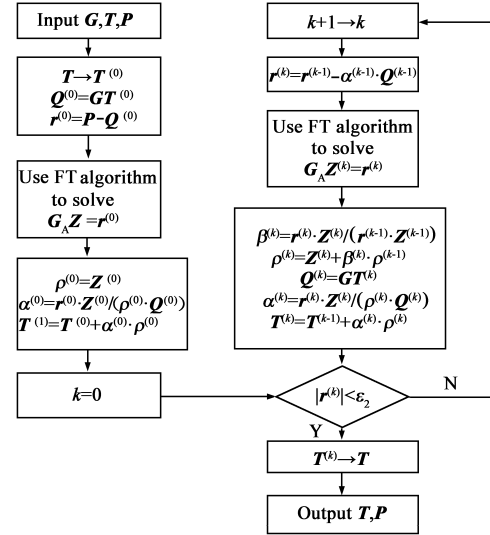 Input G,T,P
T→T⁽⁰⁾
Q⁽⁰⁾=GT⁽⁰⁾
r⁽⁰⁾=P−Q⁽⁰⁾
Use FT algorithm
to solve
G_A Z=r⁽⁰⁾
ρ⁽⁰⁾=Z⁽⁰⁾
α⁽⁰⁾=r⁽⁰⁾·Z⁽⁰⁾/(ρ⁽⁰⁾·Q⁽⁰⁾)
T⁽¹⁾=T⁽⁰⁾+α⁽⁰⁾·ρ⁽⁰⁾
k=0
k+1→k
r⁽ᵏ⁾=r⁽ᵏ⁻¹⁾−α⁽ᵏ⁻¹⁾·Q⁽ᵏ⁻¹⁾
Use FT algorithm
to solve
G_A Z⁽ᵏ⁾=r⁽ᵏ⁾
β⁽ᵏ⁾=r⁽ᵏ⁾·Z⁽ᵏ⁾/(r⁽ᵏ⁻¹⁾·Z⁽ᵏ⁻¹⁾)
ρ⁽ᵏ⁾=Z⁽ᵏ⁾+β⁽ᵏ⁾·ρ⁽ᵏ⁻¹⁾
Q⁽ᵏ⁾=GT⁽ᵏ⁾
α⁽ᵏ⁾=r⁽ᵏ⁾·Z⁽ᵏ⁾/(ρ⁽ᵏ⁾·Q⁽ᵏ⁾)
T⁽ᵏ⁾=T⁽ᵏ⁻¹⁾+α⁽ᵏ⁾·ρ⁽ᵏ⁾
|r⁽ᵏ⁾|<ε₂
N
Y
T⁽ᵏ⁾→T
Output T,P